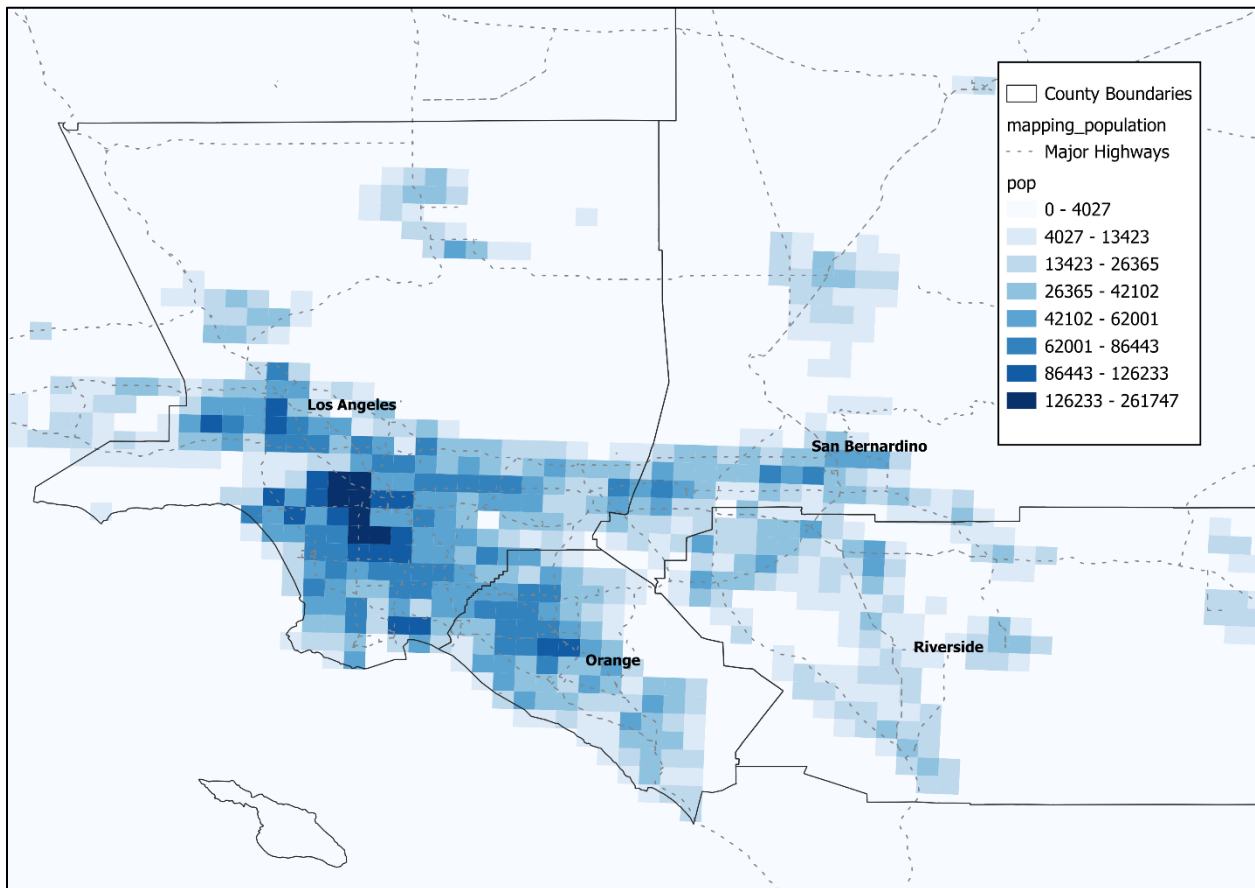 County Boundaries
mapping_population
Major Highways
pop
0 - 4027
4027 - 13423
13423 - 26365
26365 - 42102
42102 - 62001
62001 - 86443
86443 - 126233
126233 - 261747
Los Angeles
San Bernardino
Riverside
Orange